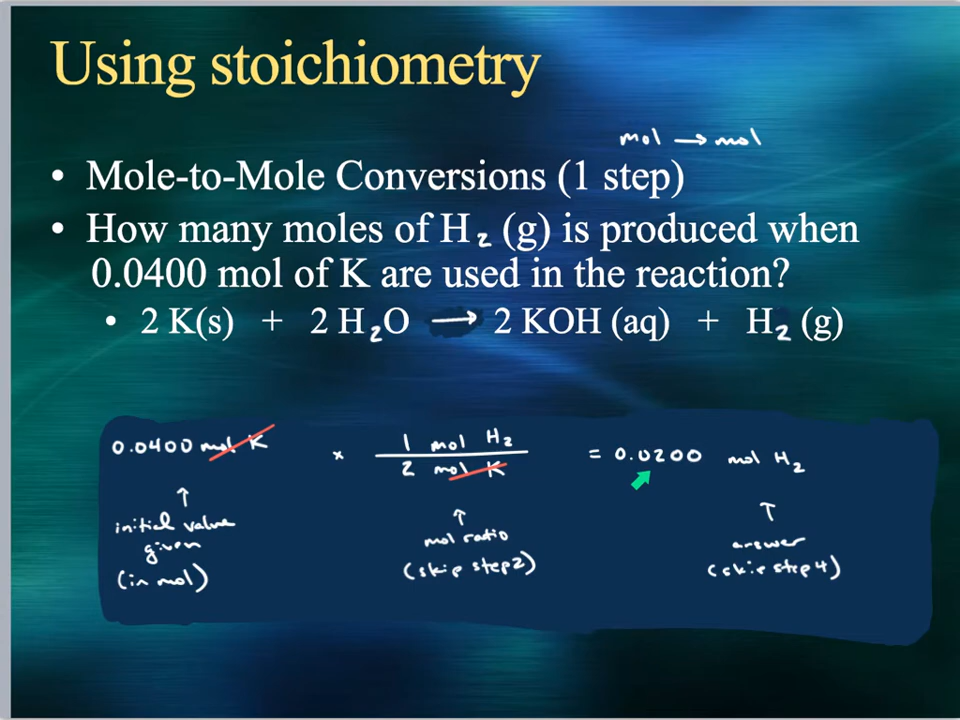 Using stoichiometry
mol → mol
• Mole-to-Mole Conversions (1 step)
• How many moles of H₂ (g) is produced when
0.0400 mol of K are used in the reaction?
• 2 K(s) + 2 H₂O → 2 KOH (aq) + H₂ (g)
0.0400 mol K × 1 mol H₂ / 2 mol K = 0.0200 mol H₂
↑ ↑ ↑
initial value given (in mol)
mol ratio (skip step 2)
answer (skip step 4)